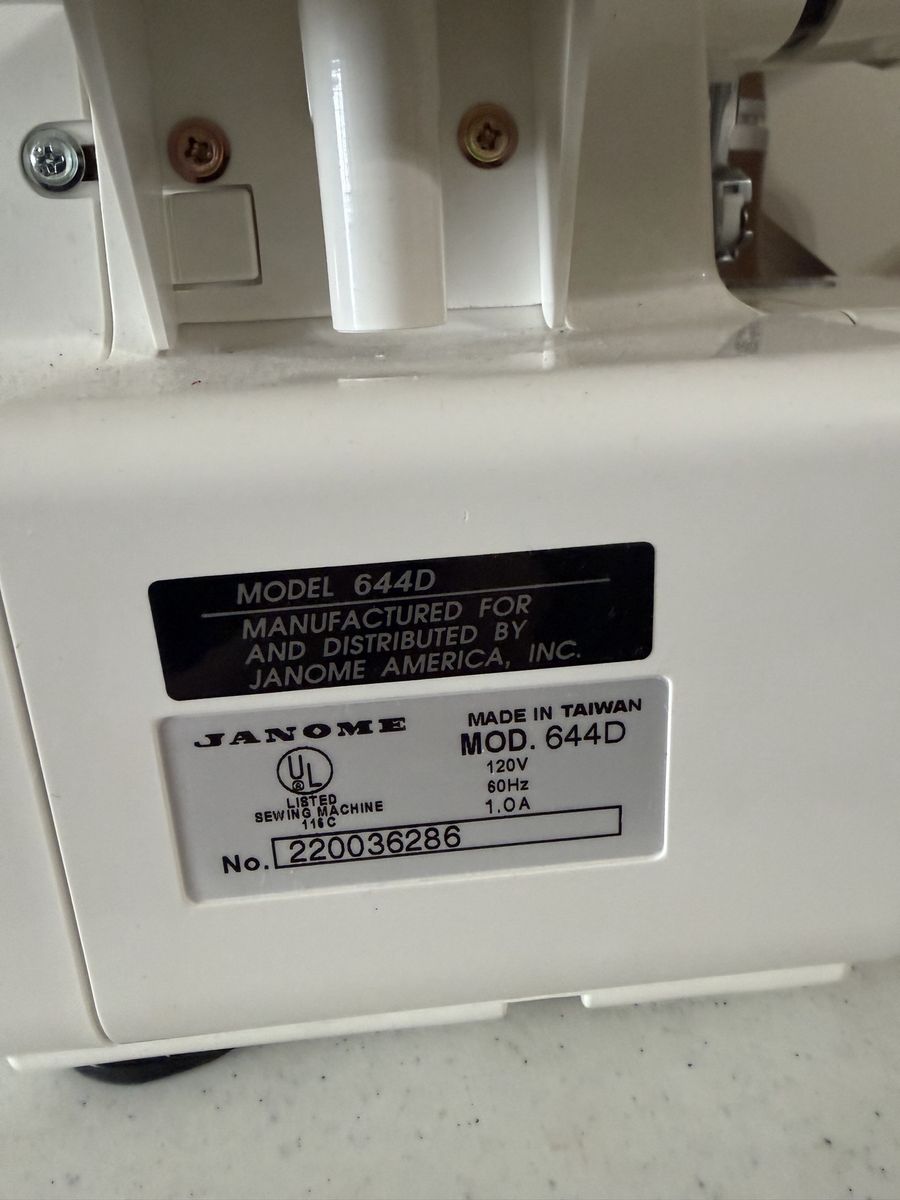 MODEL 644D
MANUFACTURED FOR
AND DISTRIBUTED BY
JANOME AMERICA, INC.
JANOME
MADE IN TAIWAN
MOD. 644D
120V
60Hz
1.0A
UL
®
LISTED
SEWING MACHINE
116C
No. 220036286